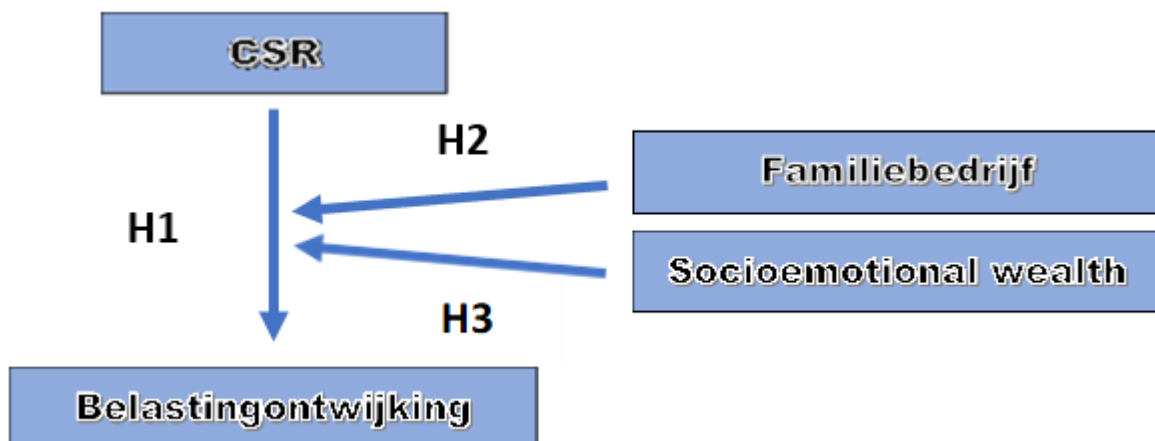 CSR
H2
Familiebedrijf
H1
Socioemotional wealth
H3
Belastingontwijking